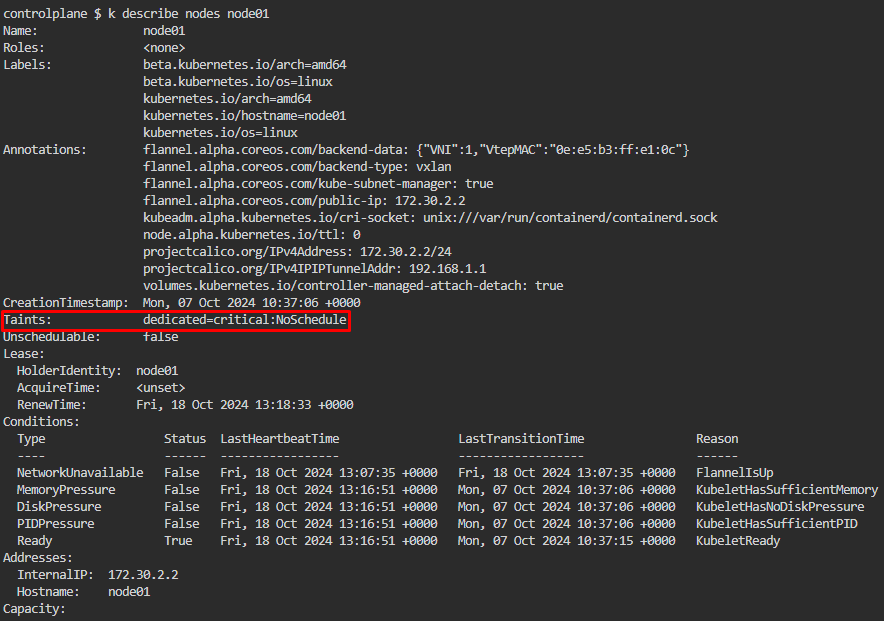 controlplane $ k describe nodes node01
Name:               node01
Roles:              <none>
Labels:             beta.kubernetes.io/arch=amd64
                    beta.kubernetes.io/os=linux
                    kubernetes.io/arch=amd64
                    kubernetes.io/hostname=node01
                    kubernetes.io/os=linux
Annotations:        flannel.alpha.coreos.com/backend-data: {"VNI":1,"VtepMAC":"0e:e5:b3:ff:e1:0c"}
                    flannel.alpha.coreos.com/backend-type: vxlan
                    flannel.alpha.coreos.com/kube-subnet-manager: true
                    flannel.alpha.coreos.com/public-ip: 172.30.2.2
                    kubeadm.alpha.kubernetes.io/cri-socket: unix:///var/run/containerd/containerd.sock
                    node.alpha.kubernetes.io/ttl: 0
                    projectcalico.org/IPv4Address: 172.30.2.2/24
                    projectcalico.org/IPv4IPIPTunnelAddr: 192.168.1.1
                    volumes.kubernetes.io/controller-managed-attach-detach: true
CreationTimestamp:  Mon, 07 Oct 2024 10:37:06 +0000
Taints:             dedicated=critical:NoSchedule
Unschedulable:      false
Lease:
  HolderIdentity:  node01
  AcquireTime:     <unset>
  RenewTime:       Fri, 18 Oct 2024 13:18:33 +0000
Conditions:
  Type                 Status  LastHeartbeatTime                 LastTransitionTime                Reason
  ----                 ------  -----------------                 ------------------                ------
  NetworkUnavailable   False   Fri, 18 Oct 2024 13:07:35 +0000   Fri, 18 Oct 2024 13:07:35 +0000   FlannelIsUp
  MemoryPressure       False   Fri, 18 Oct 2024 13:16:51 +0000   Mon, 07 Oct 2024 10:37:06 +0000   KubeletHasSufficientMemory
  DiskPressure         False   Fri, 18 Oct 2024 13:16:51 +0000   Mon, 07 Oct 2024 10:37:06 +0000   KubeletHasNoDiskPressure
  PIDPressure          False   Fri, 18 Oct 2024 13:16:51 +0000   Mon, 07 Oct 2024 10:37:06 +0000   KubeletHasSufficientPID
  Ready                True    Fri, 18 Oct 2024 13:16:51 +0000   Mon, 07 Oct 2024 10:37:15 +0000   KubeletReady
Addresses:
  InternalIP:  172.30.2.2
  Hostname:    node01
Capacity: